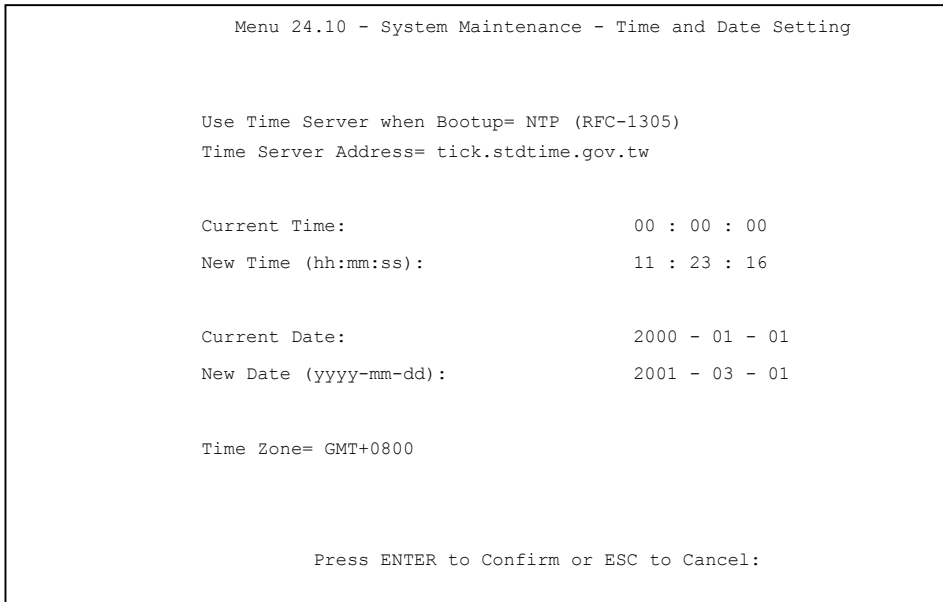 Menu 24.10 - System Maintenance - Time and Date Setting
Use Time Server when Bootup= NTP (RFC-1305)
Time Server Address= tick.stdtime.gov.tw
Current Time: 00 : 00 : 00
New Time (hh:mm:ss): 11 : 23 : 16
Current Date: 2000 - 01 - 01
New Date (yyyy-mm-dd): 2001 - 03 - 01
Time Zone= GMT+0800
Press ENTER to Confirm or ESC to Cancel: